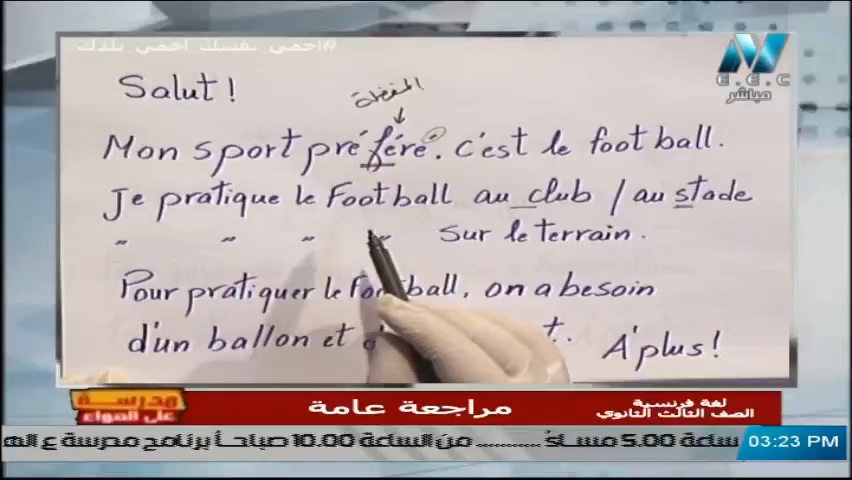 #احمي نفسك احمي بلدك
E.E.C
مباشر
Salut !
المفضلة
Mon sport préféré. c'est le football.
Je pratique le Football au club / au stade
" " " " sur le terrain.
Pour pratiquer le football, on a besoin
d'un ballon et
A' plus!
مدرسة
على الهواء
مراجعة عامة
لغة فرنسية
الصف الثالث الثانوي
ساعة 5.00 مساءً ........... من الساعة 10.00 صباحاً برنامج مدرسة ع اله
03:23 PM